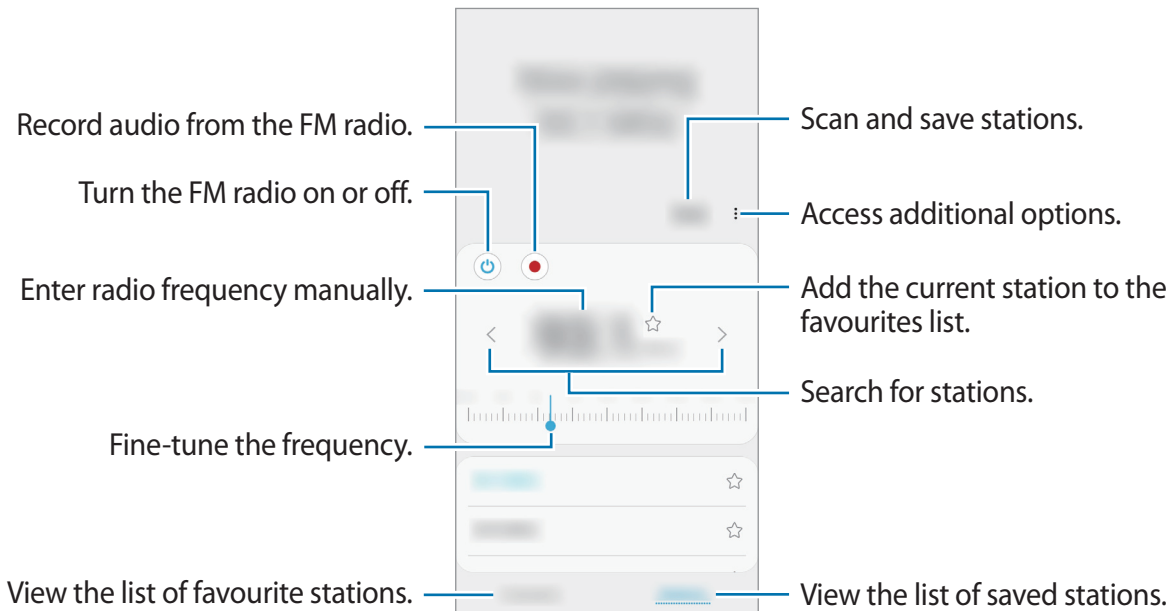 Record audio from the FM radio.
Scan and save stations.
Turn the FM radio on or off.
Access additional options.
Enter radio frequency manually.
Add the current station to the
favourites list.
Search for stations.
Fine-tune the frequency.
View the list of favourite stations.
View the list of saved stations.